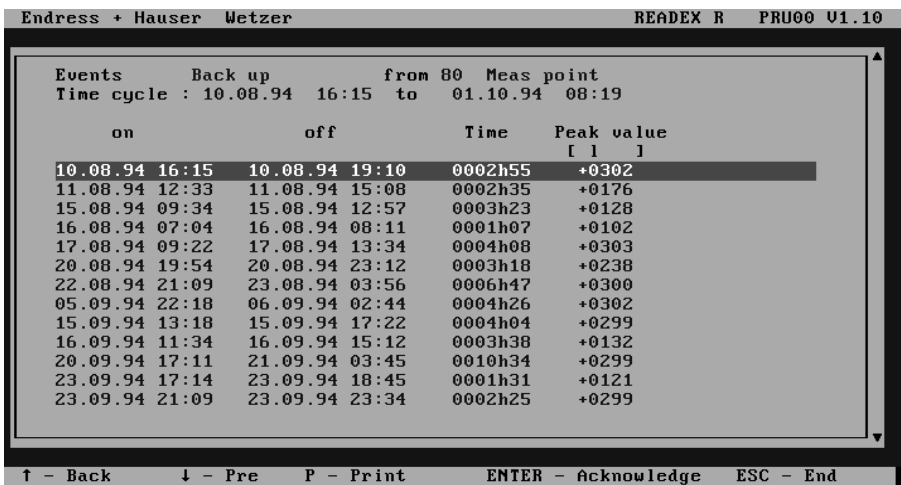 Endress + Hauser Wetzer READEX R PRU00 V1.10
Events Back up from 80 Meas point
Time cycle : 10.08.94 16:15 to 01.10.94 08:19
on off Time Peak value
[ l ]
10.08.94 16:15 10.08.94 19:10 0002h55 +0302
11.08.94 12:33 11.08.94 15:08 0002h35 +0176
15.08.94 09:34 15.08.94 12:57 0003h23 +0128
16.08.94 07:04 16.08.94 08:11 0001h07 +0102
17.08.94 09:22 17.08.94 13:34 0004h08 +0303
20.08.94 19:54 20.08.94 23:12 0003h18 +0238
22.08.94 21:09 23.08.94 03:56 0006h47 +0300
05.09.94 22:18 06.09.94 02:44 0004h26 +0302
15.09.94 13:18 15.09.94 17:22 0004h04 +0299
16.09.94 11:34 16.09.94 15:12 0003h38 +0132
20.09.94 17:11 21.09.94 03:45 0010h34 +0299
23.09.94 17:14 23.09.94 18:45 0001h31 +0121
23.09.94 21:09 23.09.94 23:34 0002h25 +0299
↑ - Back ↓ - Pre P - Print ENTER - Acknowledge ESC - End